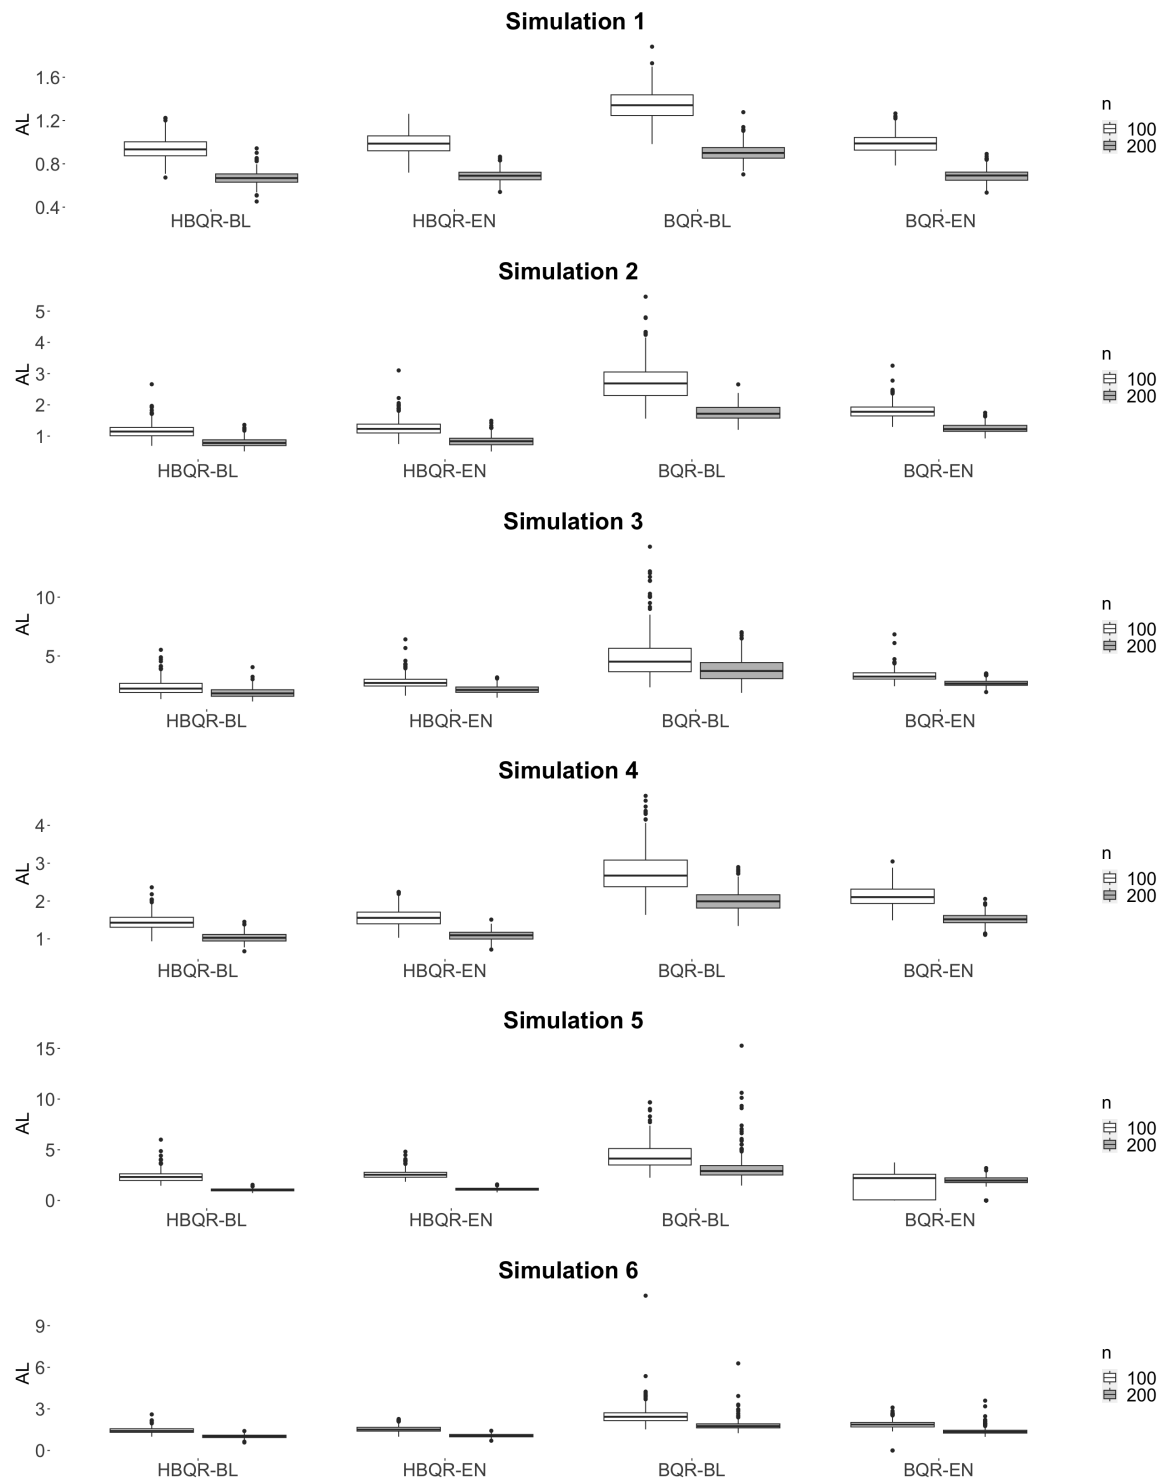 Simulation 1
AL
1.6
1.2
0.8
0.4
HBQR-BL HBQR-EN BQR-BL BQR-EN
n
100
200
Simulation 2
AL
5
4
3
2
1
HBQR-BL HBQR-EN BQR-BL BQR-EN
n
100
200
Simulation 3
AL
10
5
HBQR-BL HBQR-EN BQR-BL BQR-EN
n
100
200
Simulation 4
AL
4
3
2
1
HBQR-BL HBQR-EN BQR-BL BQR-EN
n
100
200
Simulation 5
AL
15
10
5
0
HBQR-BL HBQR-EN BQR-BL BQR-EN
n
100
200
Simulation 6
AL
9
6
3
0
HBQR-BL HBQR-EN BQR-BL BQR-EN
n
100
200